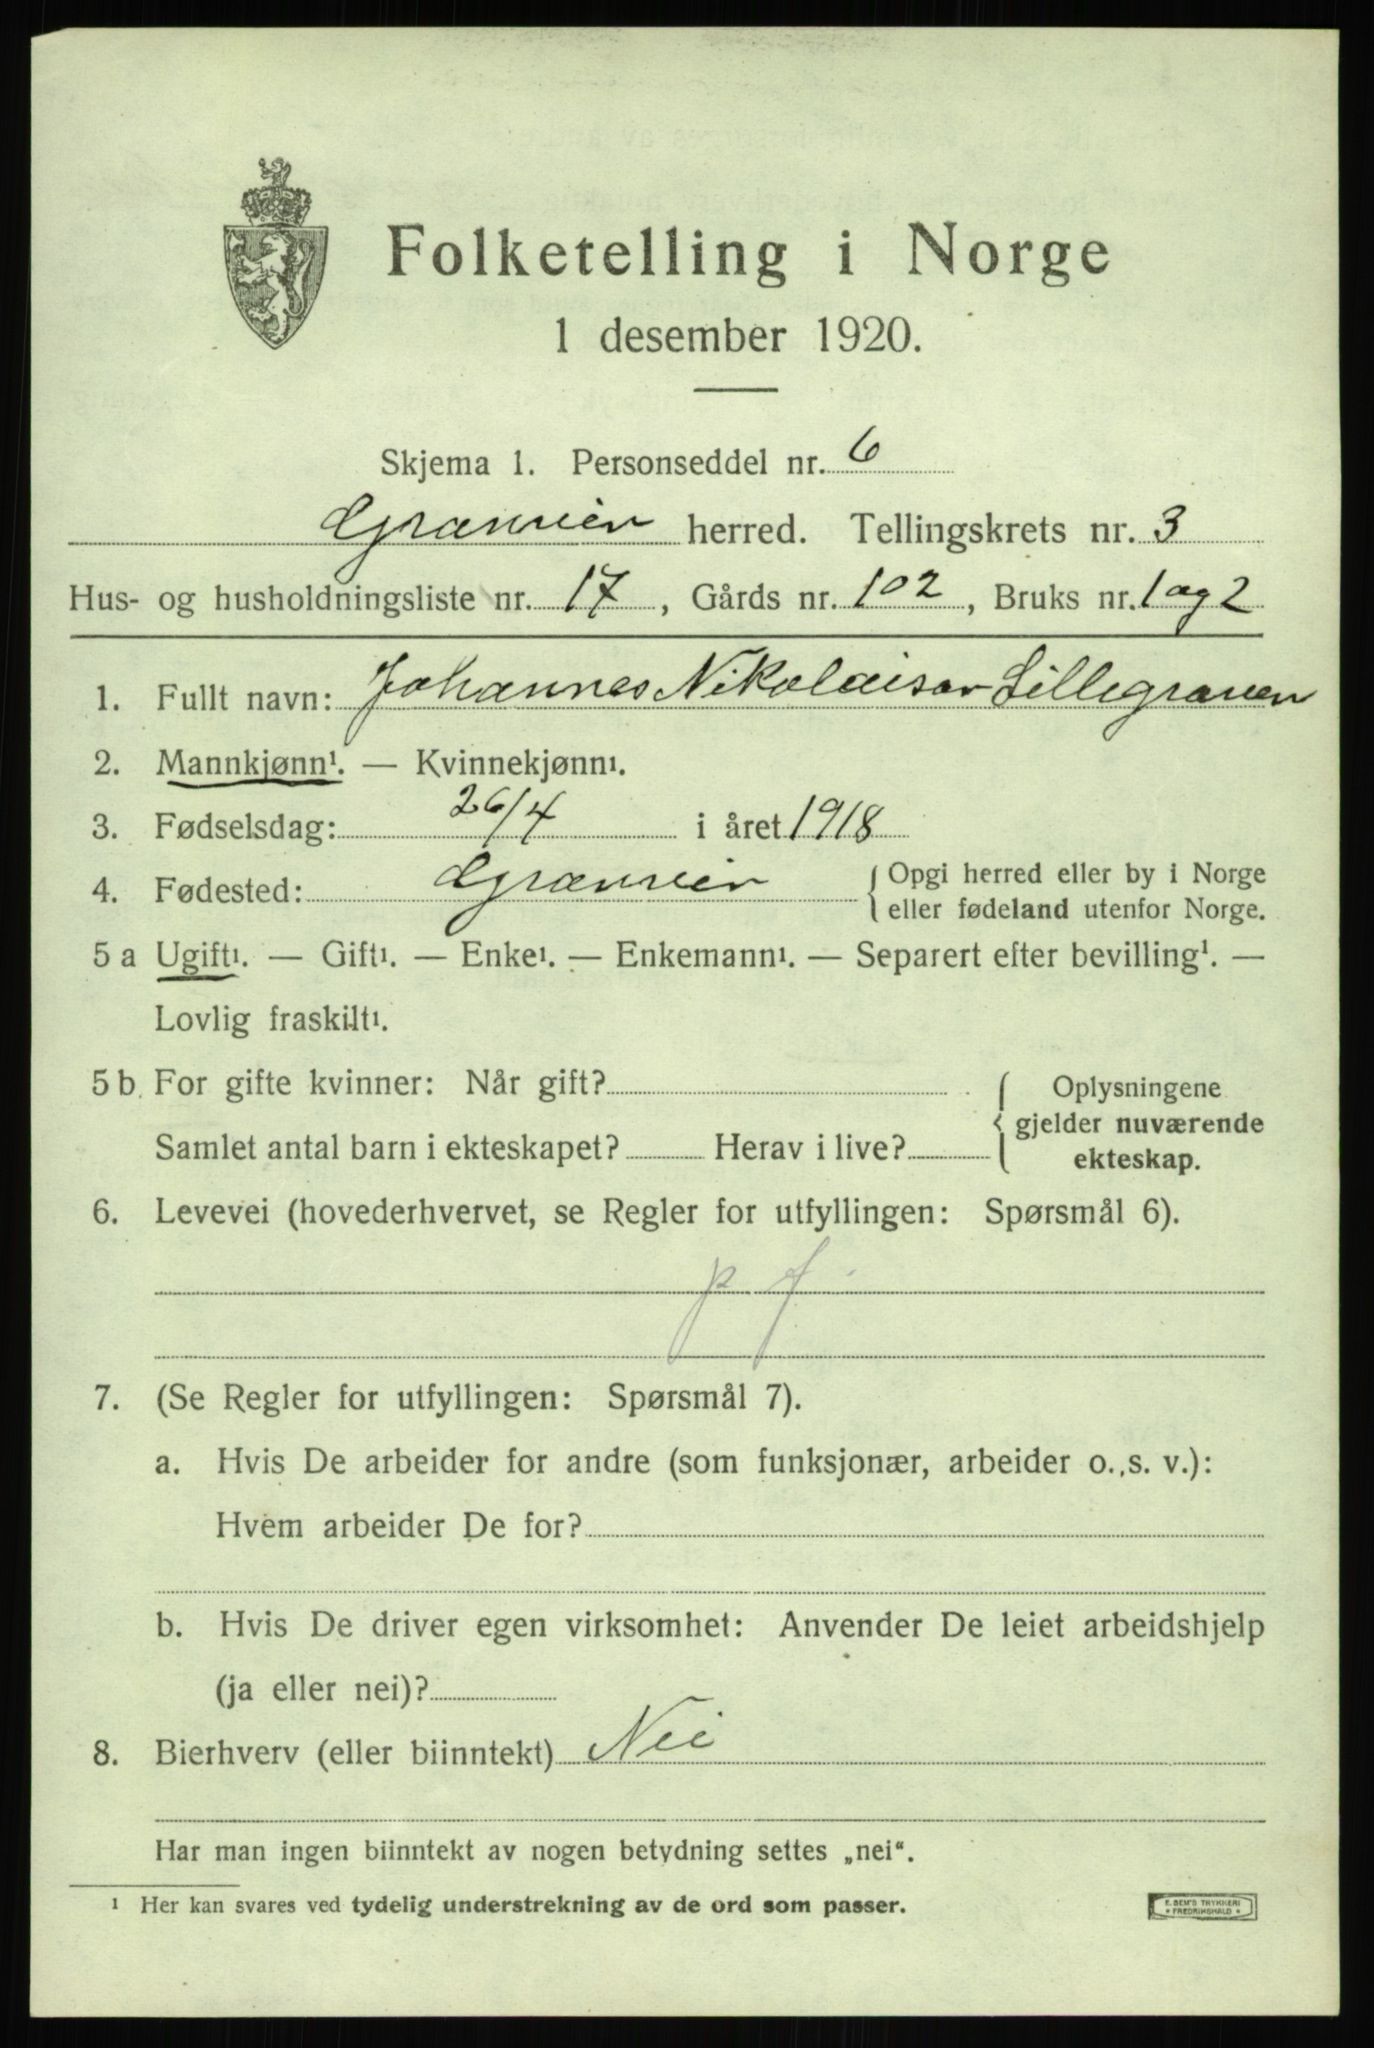 Folketelling i Norge
1 desember 1920.
Skjema 1. Personseddel nr. 6
Granvin herred. Tellingskrets nr. 3
Hus- og husholdningsliste nr. 17, Gårds nr. 102, Bruks nr. 1 og 2
1. Fullt navn: Johannes Nikolaisen Lillegraven
2. Mannkjønn¹. — Kvinnekjønn¹.
3. Fødselsdag: 26/4 i året 1918
4. Fødested: Granvin { Opgi herred eller by i Norge
eller fødeland utenfor Norge.
5 a Ugift¹. — Gift¹. — Enke¹. — Enkemann¹. — Separert efter bevilling¹. —
Lovlig fraskilt¹.
5 b. For gifte kvinner: Når gift? { Oplysningene
gjelder nuværende
Samlet antal barn i ekteskapet? Herav i live? ekteskap.
6. Levevei (hovederhvervet, se Regler for utfyllingen: Spørsmål 6).
p f
7. (Se Regler for utfyllingen: Spørsmål 7).
a. Hvis De arbeider for andre (som funksjonær, arbeider o. s. v.):
Hvem arbeider De for?
b. Hvis De driver egen virksomhet: Anvender De leiet arbeidshjelp
(ja eller nei)?
8. Bierhverv (eller biinntekt) Nei
Har man ingen biinntekt av nogen betydning settes „nei“.
¹ Her kan svares ved tydelig understrekning av de ord som passer.
E. SEM'S TRYKKERI
* FREDRIKSHALD *